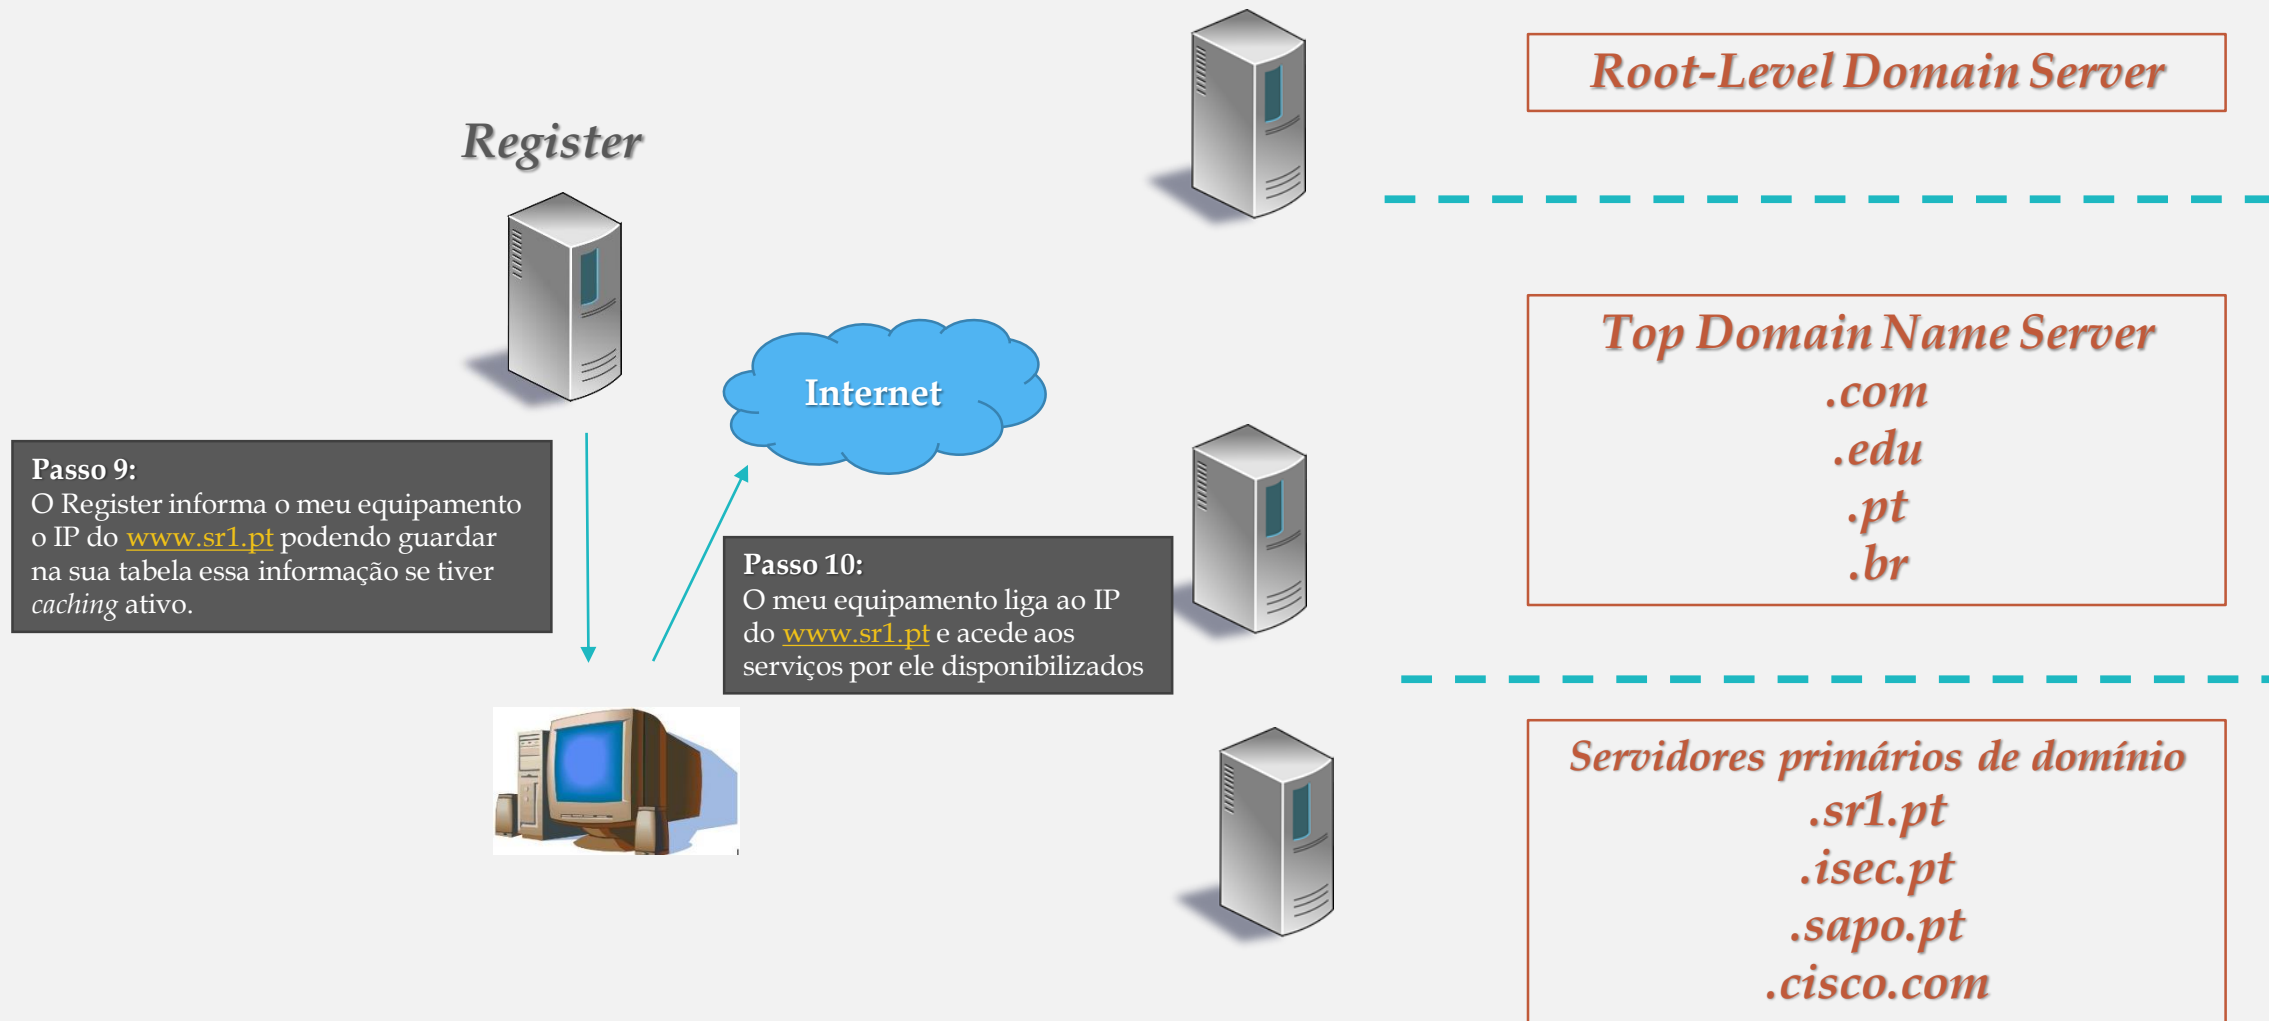 Register
Internet
Passo 9:
O Register informa o meu equipamento
o IP do www.sr1.pt podendo guardar
na sua tabela essa informação se tiver
caching ativo.
Passo 10:
O meu equipamento liga ao IP
do www.sr1.pt e acede aos
serviços por ele disponibilizados
Root-Level Domain Server
Top Domain Name Server
.com
.edu
.pt
.br
Servidores primários de domínio
.sr1.pt
.isec.pt
.sapo.pt
.cisco.com